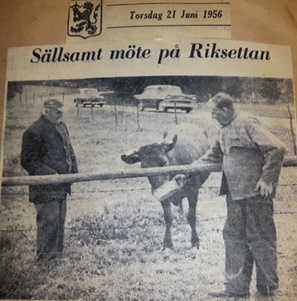 Torsdag 21 Juni 1956
Sällsamt möte på Riksettan